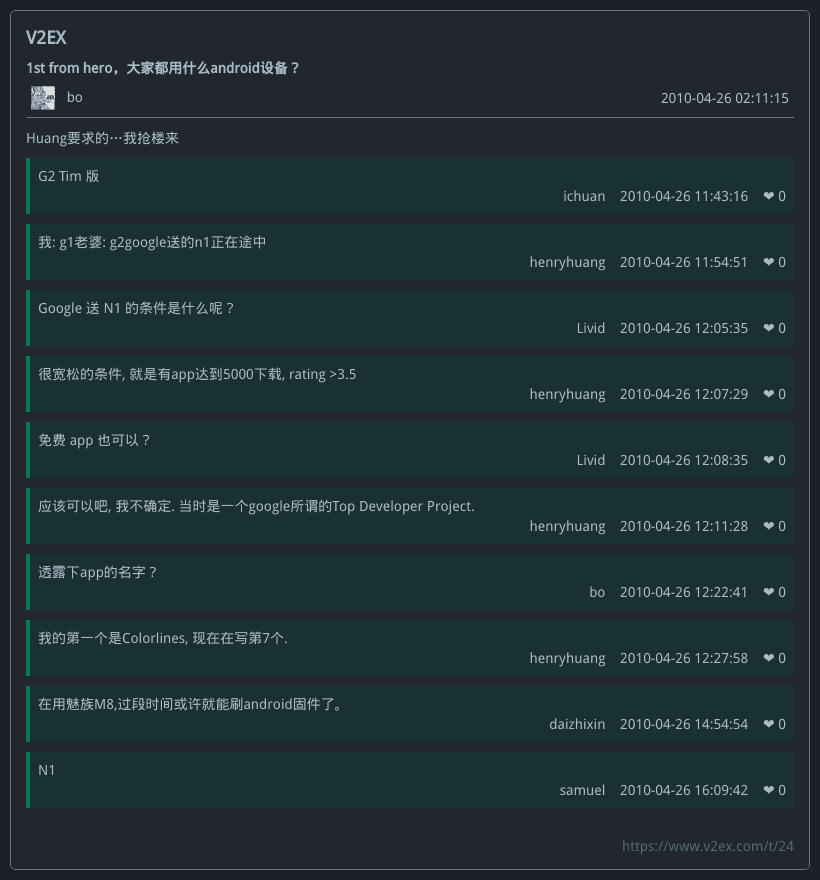 V2EX
1st from hero，大家都用什么android设备？
bo 2010-04-26 02:11:15
Huang要求的…我抢楼来
G2 Tim 版
ichuan 2010-04-26 11:43:16 ❤ 0
我: g1老婆: g2google送的n1正在途中
henryhuang 2010-04-26 11:54:51 ❤ 0
Google 送 N1 的条件是什么呢？
Livid 2010-04-26 12:05:35 ❤ 0
很宽松的条件, 就是有app达到5000下载, rating >3.5
henryhuang 2010-04-26 12:07:29 ❤ 0
免费 app 也可以？
Livid 2010-04-26 12:08:35 ❤ 0
应该可以吧, 我不确定. 当时是一个google所谓的Top Developer Project.
henryhuang 2010-04-26 12:11:28 ❤ 0
透露下app的名字？
bo 2010-04-26 12:22:41 ❤ 0
我的第一个是Colorlines, 现在在写第7个.
henryhuang 2010-04-26 12:27:58 ❤ 0
在用魅族M8,过段时间或许就能刷android固件了。
daizhixin 2010-04-26 14:54:54 ❤ 0
N1
samuel 2010-04-26 16:09:42 ❤ 0
https://www.v2ex.com/t/24